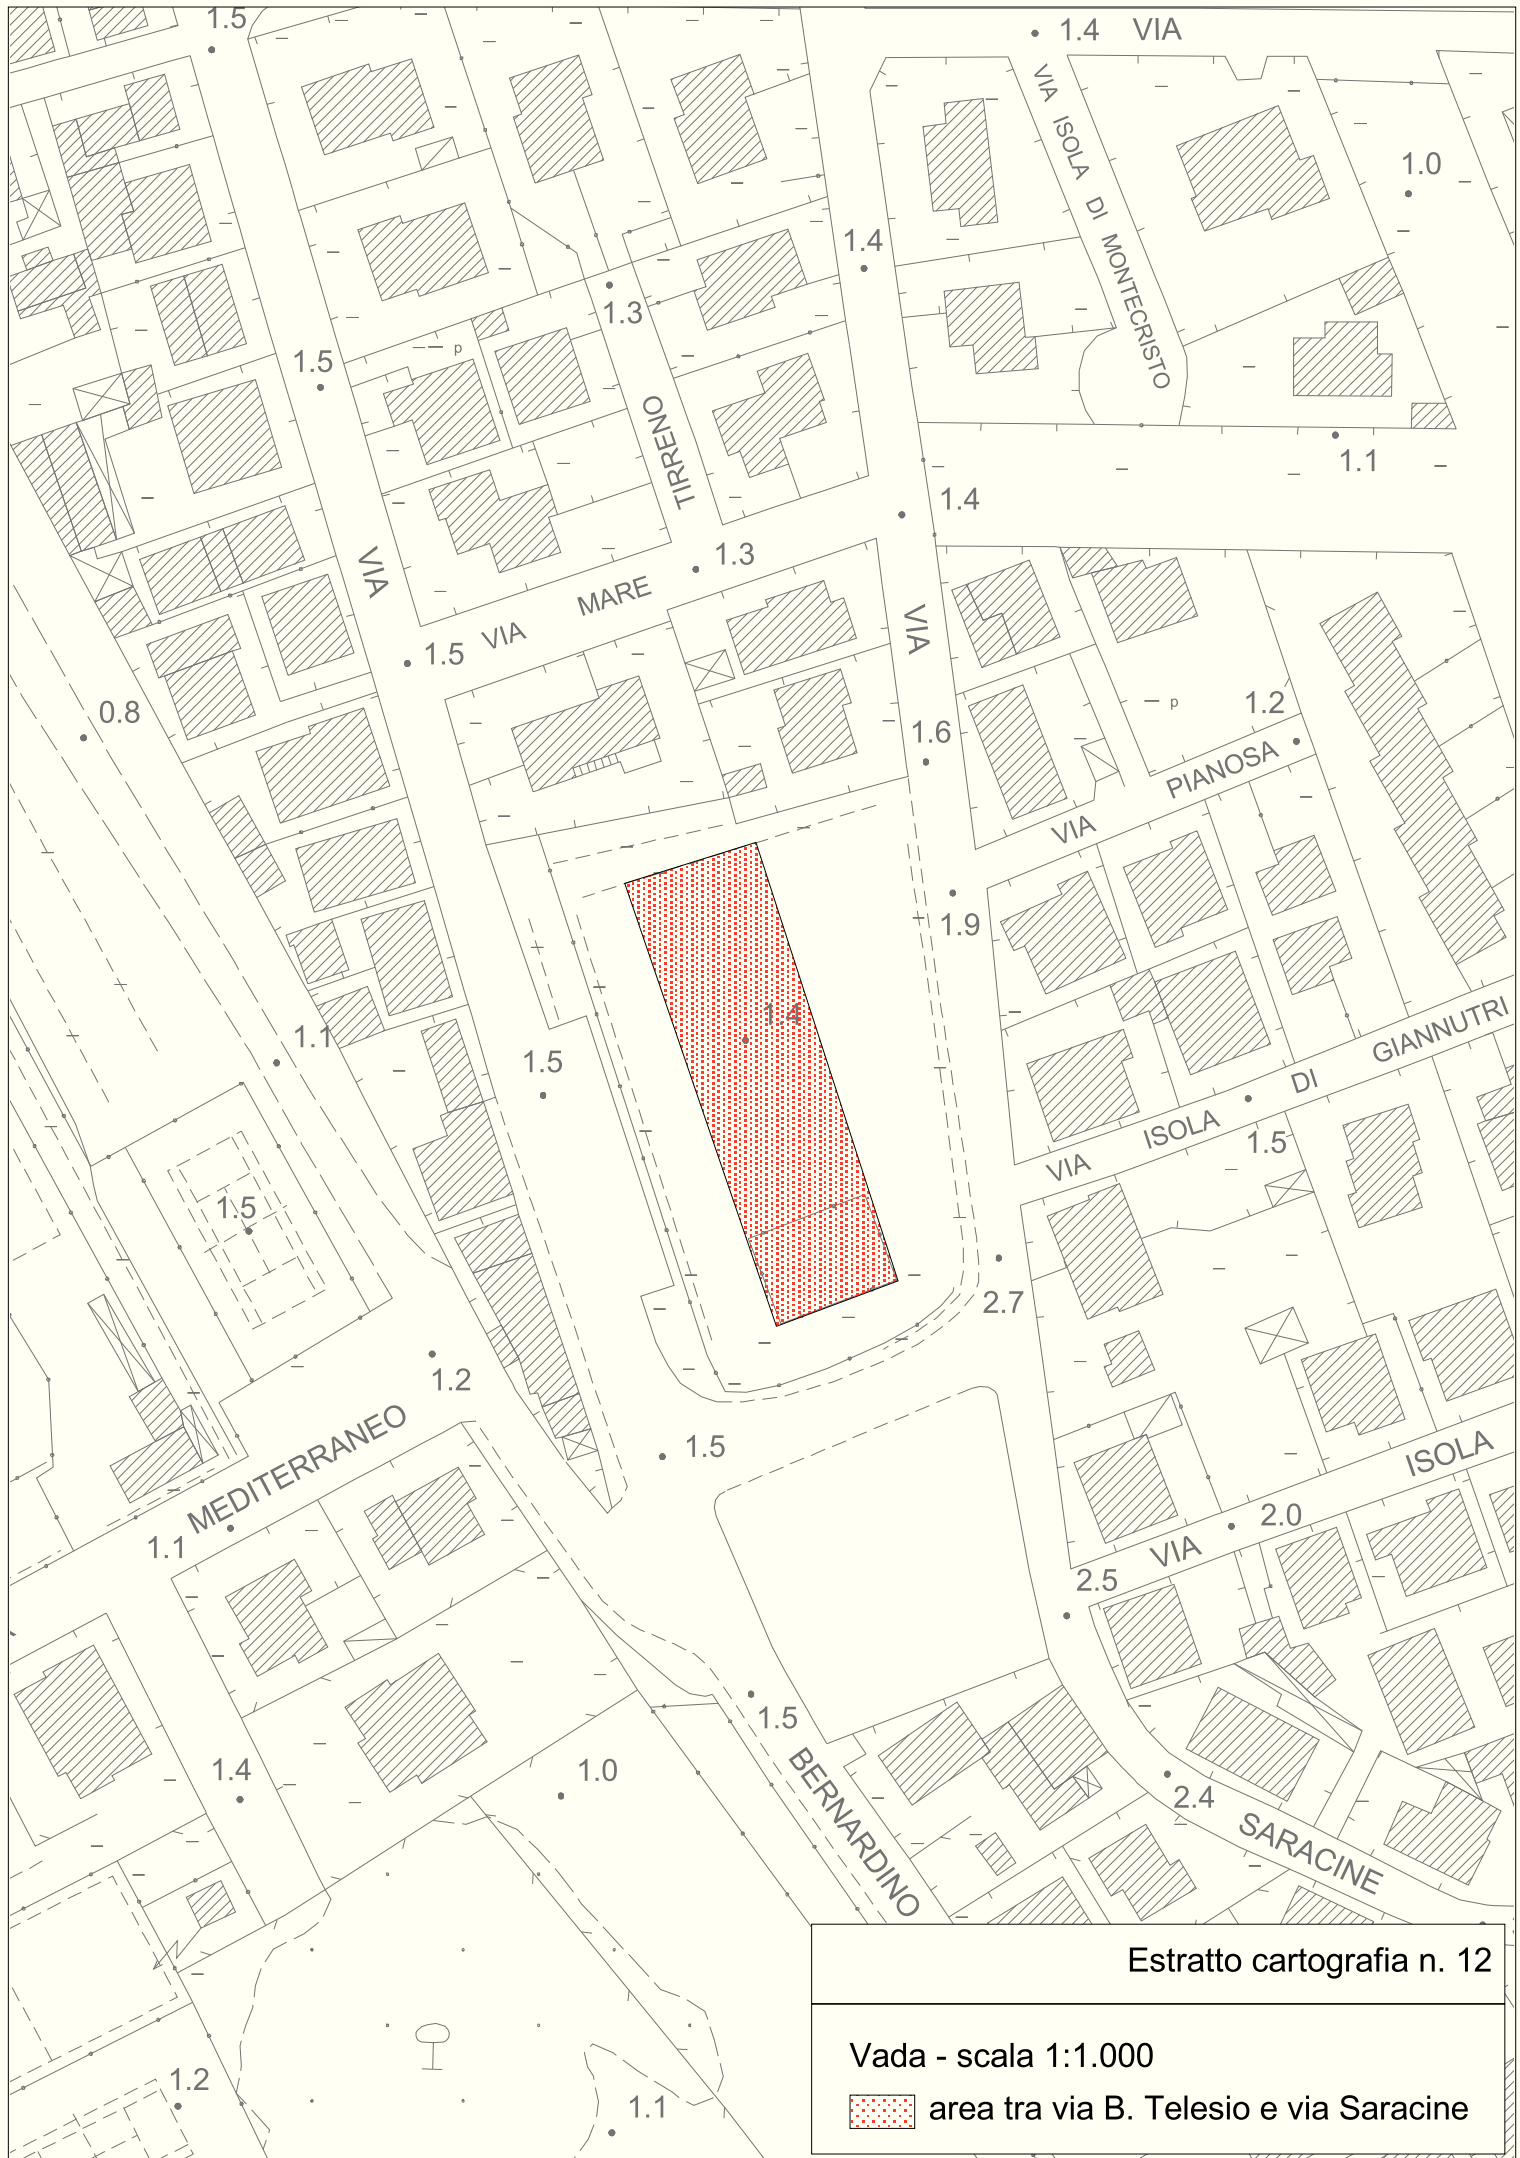 1.5
1.4 VIA
VIA ISOLA DI MONTECRISTO
1.0
1.4
1.3
p
1.5
TIRRENO
1.1
1.4
1.3
VIA
MARE
VIA
VIA
1.5
p
1.2
0.8
1.6
PIANOSA
VIA
1.9
1.4
GIANNUTRI
1.1
1.5
DI
ISOLA
1.5
VIA
1.5
2.7
1.2
MEDITERRANEO
1.5
ISOLA
2.0
1.1
VIA
2.5
1.5
1.4
1.0
BERNARDINO
2.4
SARACINE
1.2
1.1
Estratto cartografia n. 12
Vada - scala 1:1.000
area tra via B. Telesio e via Saracine